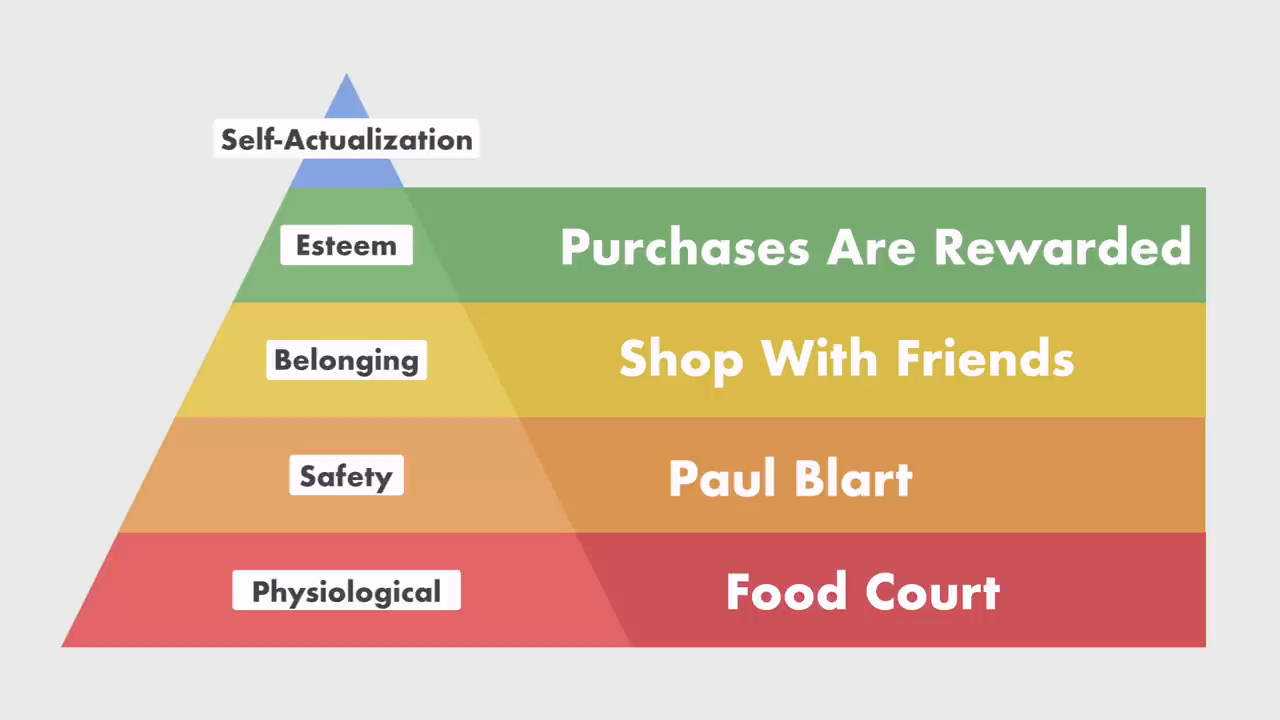 Self-Actualization
Esteem
Purchases Are Rewarded
Belonging
Shop With Friends
Safety
Paul Blart
Physiological
Food Court